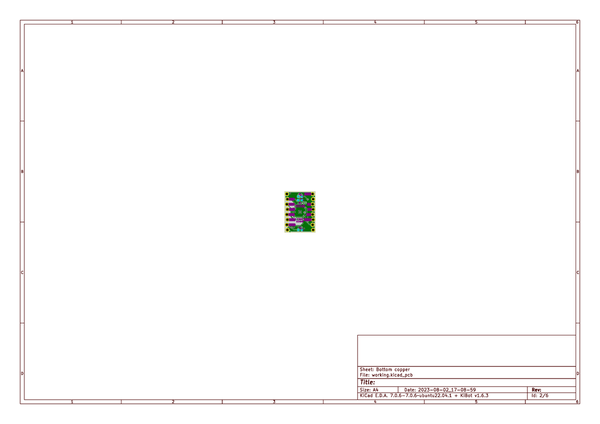 1 2 3 4 5 6
A A
B B
C C
D D
Sheet: Bottom copper
File: working.kicad_pcb
Title:
Size: A4 Date: 2023-08-02_17-08-59 Rev:
KiCad E.D.A. 7.0.6-7.0.6~ubuntu22.04.1 + KiBot v1.6.3 Id: 2/6
1 2 3 4 5 6